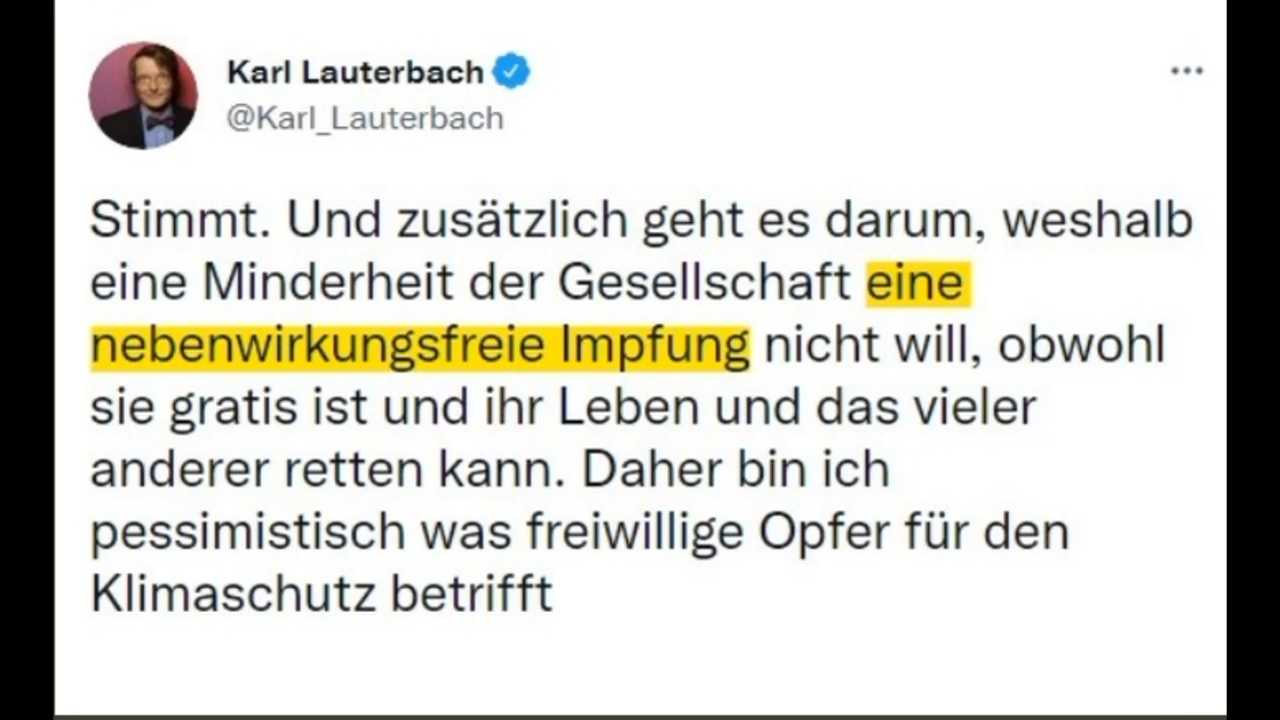 Karl Lauterbach
@Karl_Lauterbach
Stimmt. Und zusätzlich geht es darum, weshalb
eine Minderheit der Gesellschaft eine
nebenwirkungsfreie Impfung nicht will, obwohl
sie gratis ist und ihr Leben und das vieler
anderer retten kann. Daher bin ich
pessimistisch was freiwillige Opfer für den
Klimaschutz betrifft